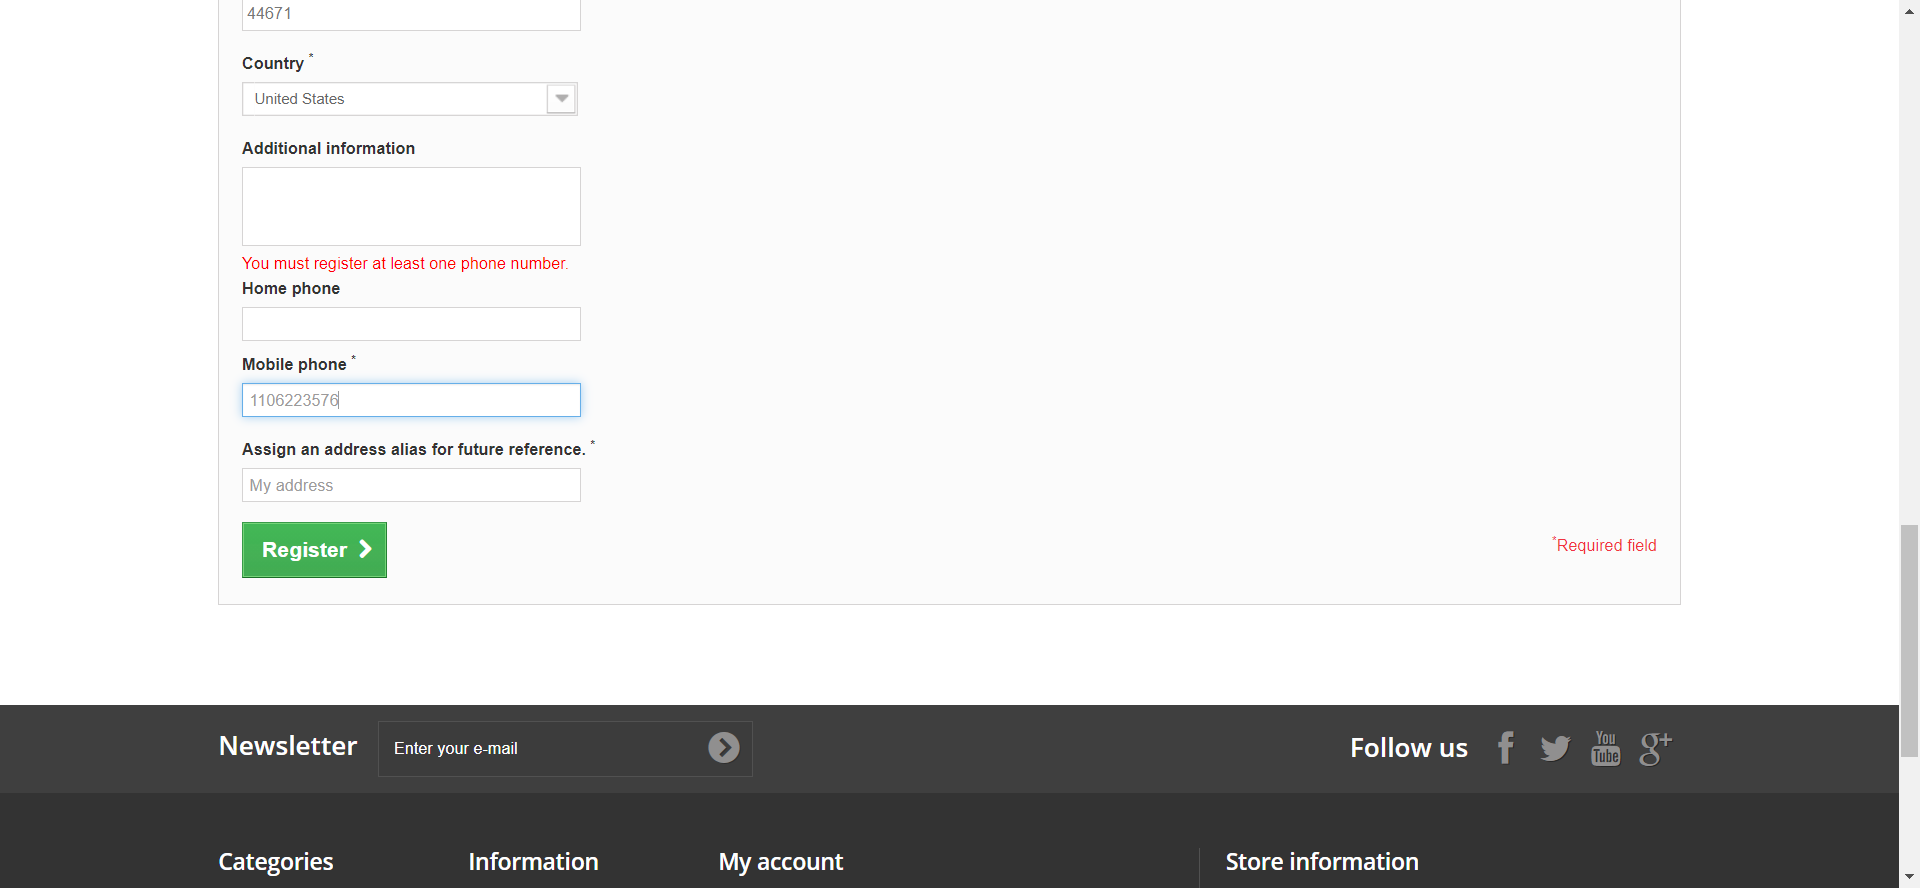 44671
Country *
United States
Additional information
You must register at least one phone number.
Home phone
Mobile phone *
1106223576
Assign an address alias for future reference. *
My address
Register
*Required field
Newsletter
Enter your e-mail
Follow us
You
Tube
g+
Categories
Information
My account
Store information